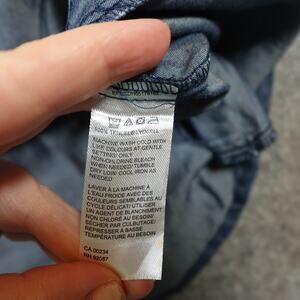 100% TENCEL LYOCELL
MACHINE WASH COLD WITH
LIKE COLOURS AT GENTLE
SETTING/ ONLY
NON-CHLORINE BLEACH
WHEN NEEDED/ TUMBLE
DRY LOW/ COOL IRON AS
NEEDED
LAVER À LA MACHINE À
L'EAU FROIDE AVEC DES
COULEURS SEMBLABLES AU
CYCLE DÉLICAT/ UTILISER
UN AGENT DE BLANCHIMENT
NON CHLORÉ AU BESOIN/
SÉCHER PAR CULBUTAGE/
REPRESSER À BASSE
TEMPÉRATURE AU BESOIN
CA 00234
RN 92087